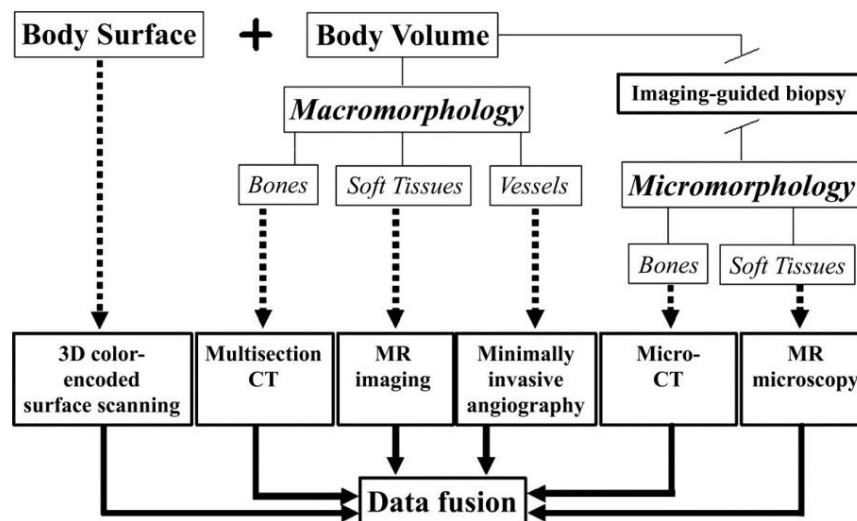 Body Surface + Body Volume
Imaging-guided biopsy
Macromorphology
Micromorphology
Bones Soft Tissues Vessels
Bones Soft Tissues
3D color-
encoded
surface scanning
Multisection
CT
MR
imaging
Minimally
invasive
angiography
Micro-
CT
MR
microscopy
Data fusion